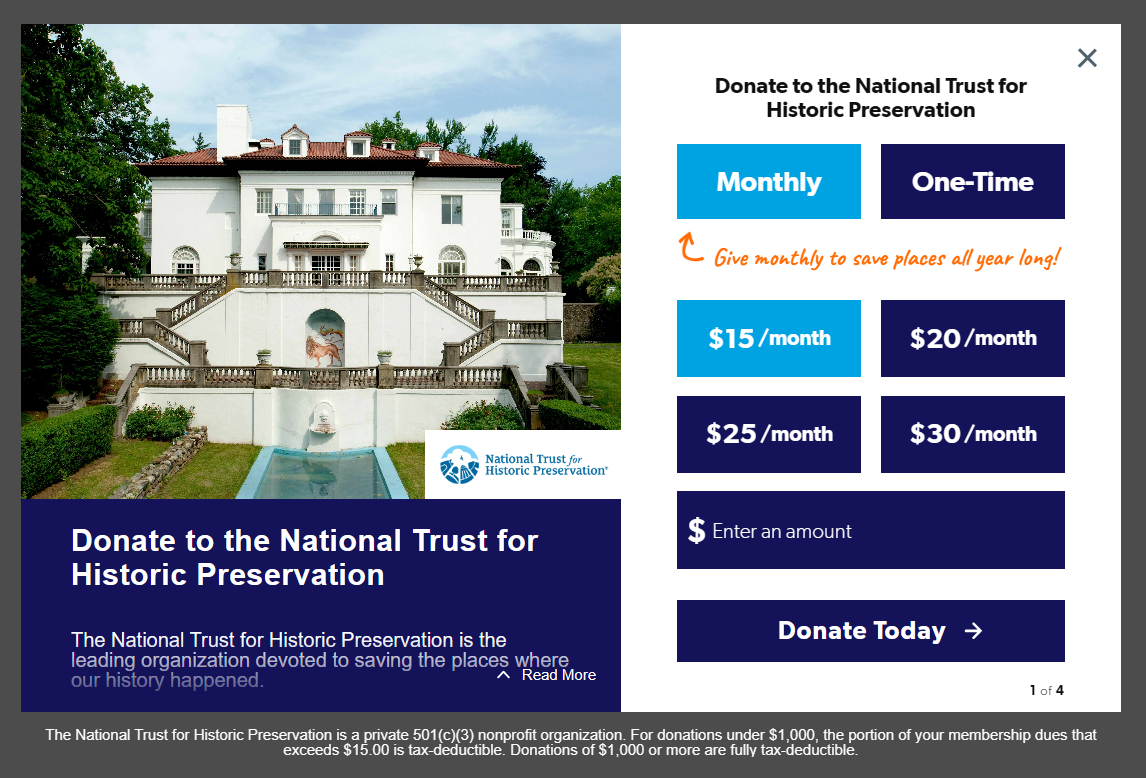 National Trust for
Historic Preservation®
Donate to the National Trust for
Historic Preservation
The National Trust for Historic Preservation is the
leading organization devoted to saving the places where
our history happened.
Read More
Donate to the National Trust for
Historic Preservation
Monthly
One-Time
Give monthly to save places all year long!
$15/month
$20/month
$25/month
$30/month
$ Enter an amount
Donate Today
1 of 4
The National Trust for Historic Preservation is a private 501(c)(3) nonprofit organization. For donations under $1,000, the portion of your membership dues that
exceeds $15.00 is tax-deductible. Donations of $1,000 or more are fully tax-deductible.